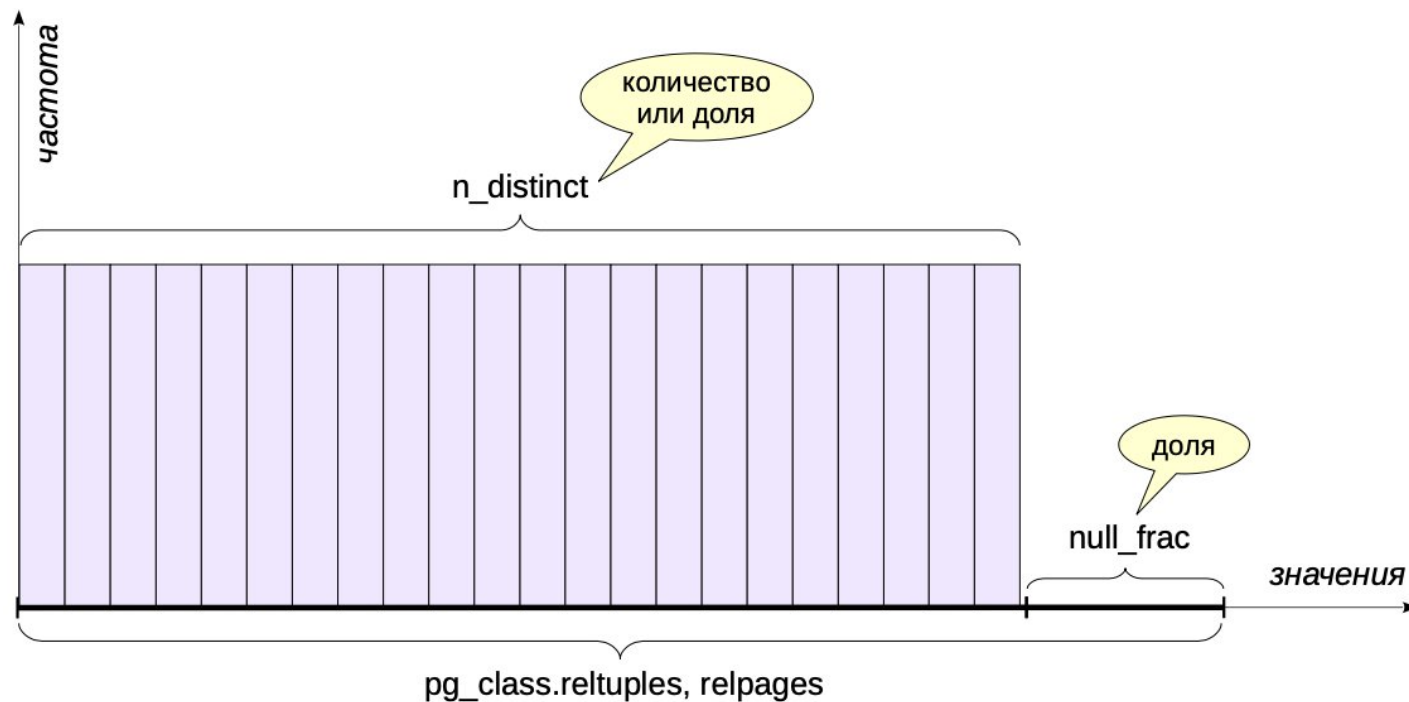 частота
количество
или доля
n_distinct
доля
null_frac
значения
pg_class.reltuples, relpages